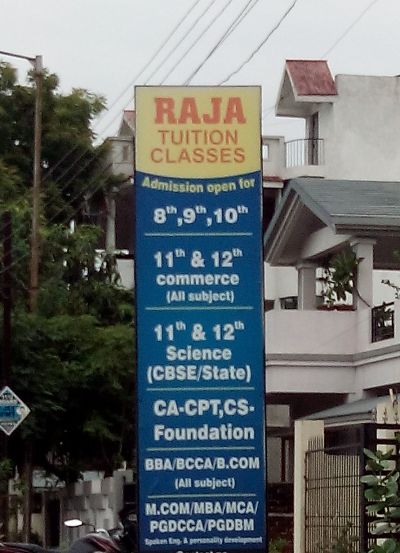 RAJA
TUITION
CLASSES
Admission open for
8th,9th,10th
11th & 12th
commerce
(All subject)
11th & 12th
Science
(CBSE/State)
CA-CPT,CS-
Foundation
BBA/BCCA/B.COM
(All subject)
M.COM/MBA/MCA/
PGDCCA/PGDBM
Spoken Eng. & personality development